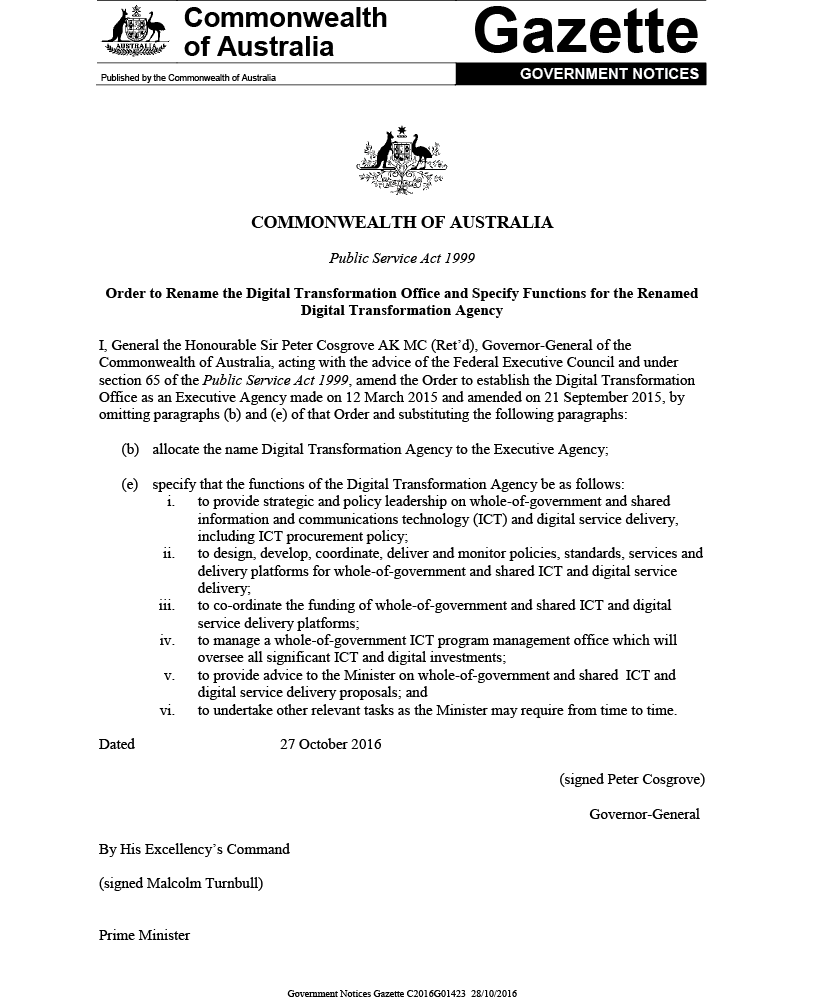 Commonwealth
of Australia
Gazette
AUSTRALIA
Published by the Commonwealth of Australia
GOVERNMENT NOTICES
AUSTRALIA
COMMONWEALTH OF AUSTRALIA
Public Service Act 1999
Order to Rename the Digital Transformation Office and Specify Functions for the Renamed
Digital Transformation Agency
I, General the Honourable Sir Peter Cosgrove AK MC (Ret’d), Governor-General of the
Commonwealth of Australia, acting with the advice of the Federal Executive Council and under
section 65 of the Public Service Act 1999, amend the Order to establish the Digital Transformation
Office as an Executive Agency made on 12 March 2015 and amended on 21 September 2015, by
omitting paragraphs (b) and (e) of that Order and substituting the following paragraphs:
(b) allocate the name Digital Transformation Agency to the Executive Agency;
(e) specify that the functions of the Digital Transformation Agency be as follows:
i. to provide strategic and policy leadership on whole-of-government and shared
information and communications technology (ICT) and digital service delivery,
including ICT procurement policy;
ii. to design, develop, coordinate, deliver and monitor policies, standards, services and
delivery platforms for whole-of-government and shared ICT and digital service
delivery;
iii. to co-ordinate the funding of whole-of-government and shared ICT and digital
service delivery platforms;
iv. to manage a whole-of-government ICT program management office which will
oversee all significant ICT and digital investments;
v. to provide advice to the Minister on whole-of-government and shared ICT and
digital service delivery proposals; and
vi. to undertake other relevant tasks as the Minister may require from time to time.
Dated 27 October 2016
(signed Peter Cosgrove)
Governor-General
By His Excellency’s Command
(signed Malcolm Turnbull)
Prime Minister
Government Notices Gazette C2016G01423 28/10/2016